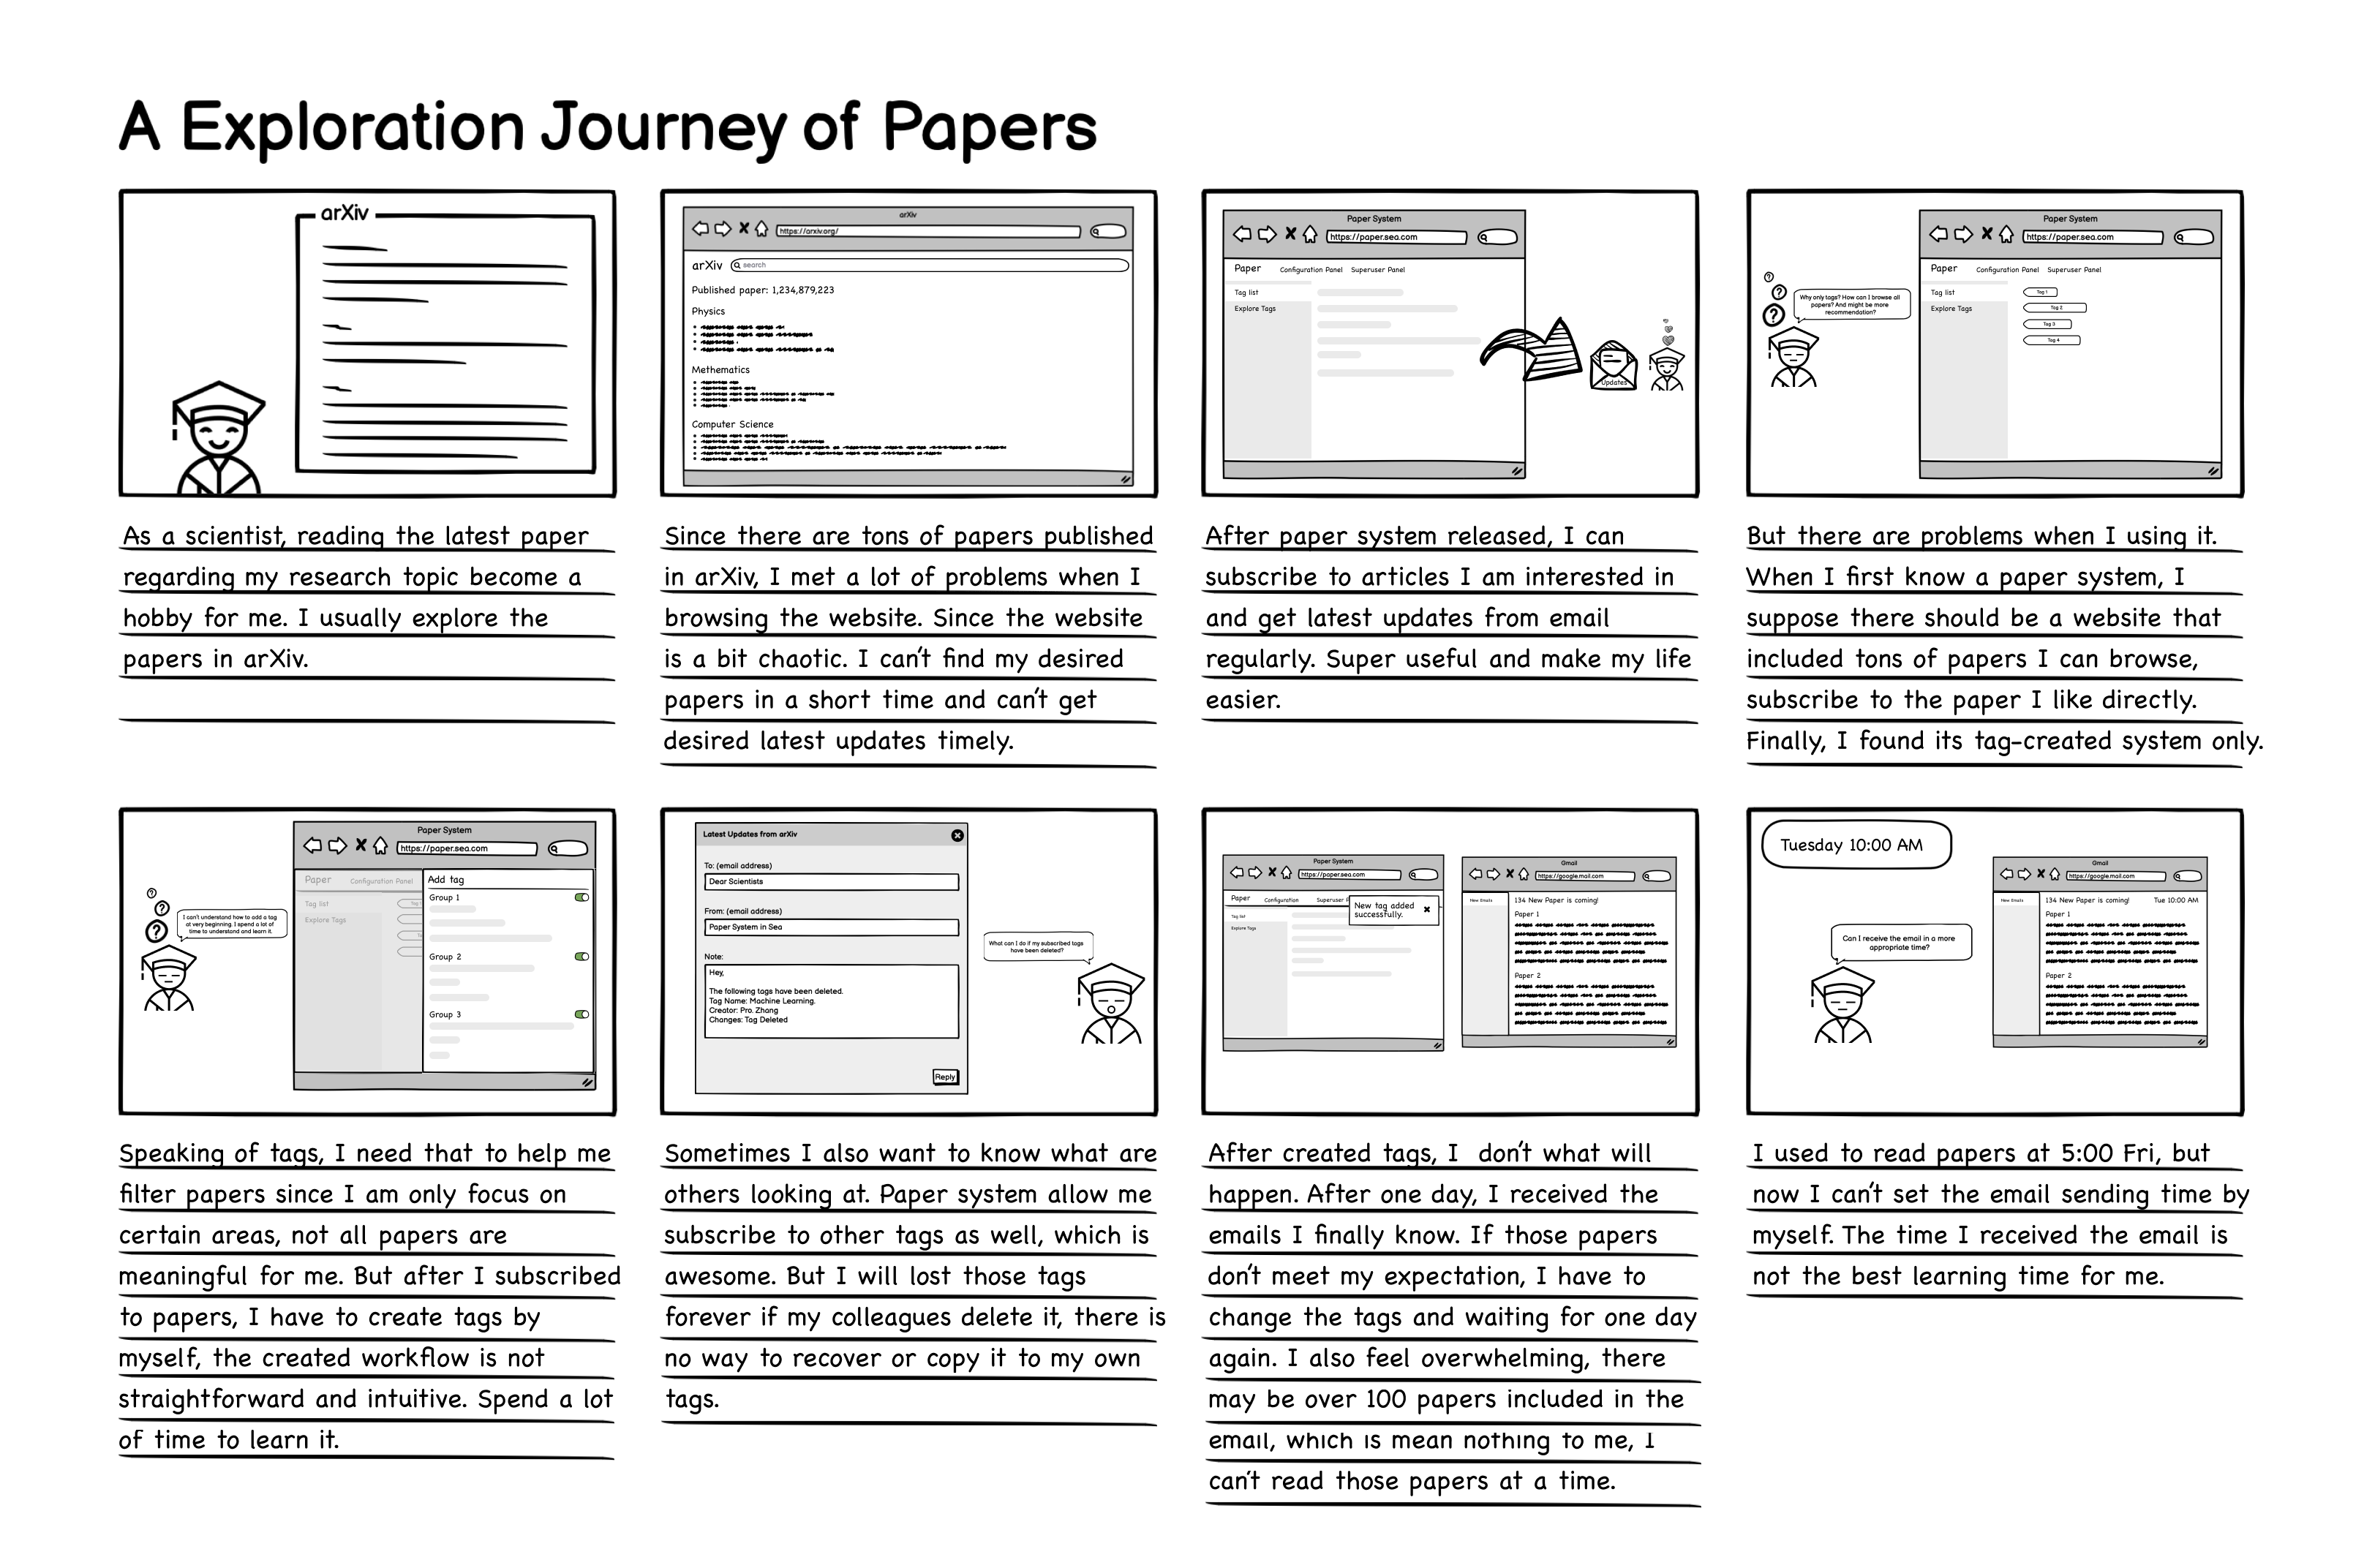 A Exploration Journey of Papers
arXiv
As a scientist, reading the latest paper
regarding my research topic become a
hobby for me. I usually explore the
papers in arXiv.
arXiv
https://arxiv.org/
arXiv
search
Published paper: 1,234,879,223
Physics
Methematics
Computer Science
Since there are tons of papers published
in arXiv, I met a lot of problems when I
browsing the website. Since the website
is a bit chaotic. I can't find my desired
papers in a short time and can't get
desired latest updates timely.
Paper System
https://paper.sea.com
Paper Configuration Panel Superuser Panel
Tag list
Explore Tags
Updates
After paper system released, I can
subscribe to articles I am interested in
and get latest updates from email
regularly. Super useful and make my life
easier.
? ? ?
Why only tags? How can I browse all
papers? And might be more
recommendation?
Paper System
https://paper.sea.com
Paper Configuration Panel Superuser Panel
Tag list
Explore Tags
Tag 1
Tag 2
Tag 3
Tag 4
But there are problems when I using it.
When I first know a paper system, I
suppose there should be a website that
included tons of papers I can browse,
subscribe to the paper I like directly.
Finally, I found its tag-created system only.
? ? ?
I can't understand how to add a tag
at very beginning. I spend a lot of
time to understand and learn it
Paper System
https://paper.sea.com
Paper Configuration Panel
Tag list
Explore Tags
Add tag
Group 1
Group 2
Group 3
Speaking of tags, I need that to help me
filter papers since I am only focus on
certain areas, not all papers are
meaningful for me. But after I subscribed
to papers, I have to create tags by
myself, the created workflow is not
straightforward and intuitive. Spend a lot
of time to learn it.
Latest Updates from arXiv
To: (email address)
Dear Scientists
From: (email address)
Paper System in Sea
Note:
Hey,
The following tags have been deleted.
Tag Name: Machine Learning.
Creator: Pro. Zhang
Changes: Tag Deleted
Reply
What can I do if my subscribed tags
have been deleted?
Sometimes I also want to know what are
others looking at. Paper system allow me
subscribe to other tags as well, which is
awesome. But I will lost those tags
forever if my colleagues delete it, there is
no way to recover or copy it to my own
tags.
Paper System
https://paper.sea.com
Paper Configuration Superuser P
Tag list
Explore Tags
New tag added
successfully.
Gmail
https://google.mail.com
New Emails
134 New Paper is coming!
Paper 1
Paper 2
After created tags, I don't what will
happen. After one day, I received the
emails I finally know. If those papers
don't meet my expectation, I have to
change the tags and waiting for one day
again. I also feel overwhelming, there
may be over 100 papers included in the
email, which is mean nothing to me, I
can't read those papers at a time.
Tuesday 10:00 AM
Can I receive the email in a more
appropriate time?
Gmail
https://google.mail.com
New Emails
134 New Paper is coming! Tue 10:00 AM
Paper 1
Paper 2
I used to read papers at 5:00 Fri, but
now I can't set the email sending time by
myself. The time I received the email is
not the best learning time for me.